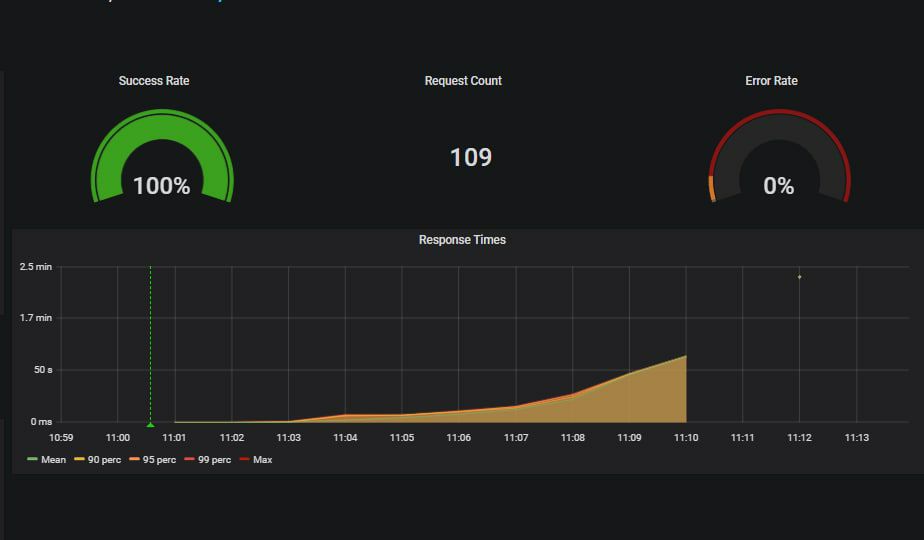 Success Rate Request Count Error Rate
100% 109 0%
Response Times
2.5 min
1.7 min
50 s
0 ms
10:59 11:00 11:01 11:02 11:03 11:04 11:05 11:06 11:07 11:08 11:09 11:10 11:11 11:12 11:13
Mean 90 perc 95 perc 99 perc Max